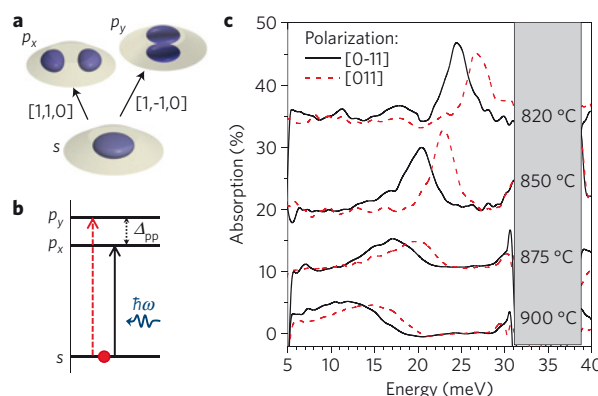 a
p_x
p_y
[1,1,0]
[1,-1,0]
s
b
p_y
Δ_pp
p_x
ħω
s
c
50
40
30
20
10
0
Absorption (%)
Polarization:
[0-11]
[011]
820 °C
850 °C
875 °C
900 °C
5
10
15
20
25
30
35
40
Energy (meV)